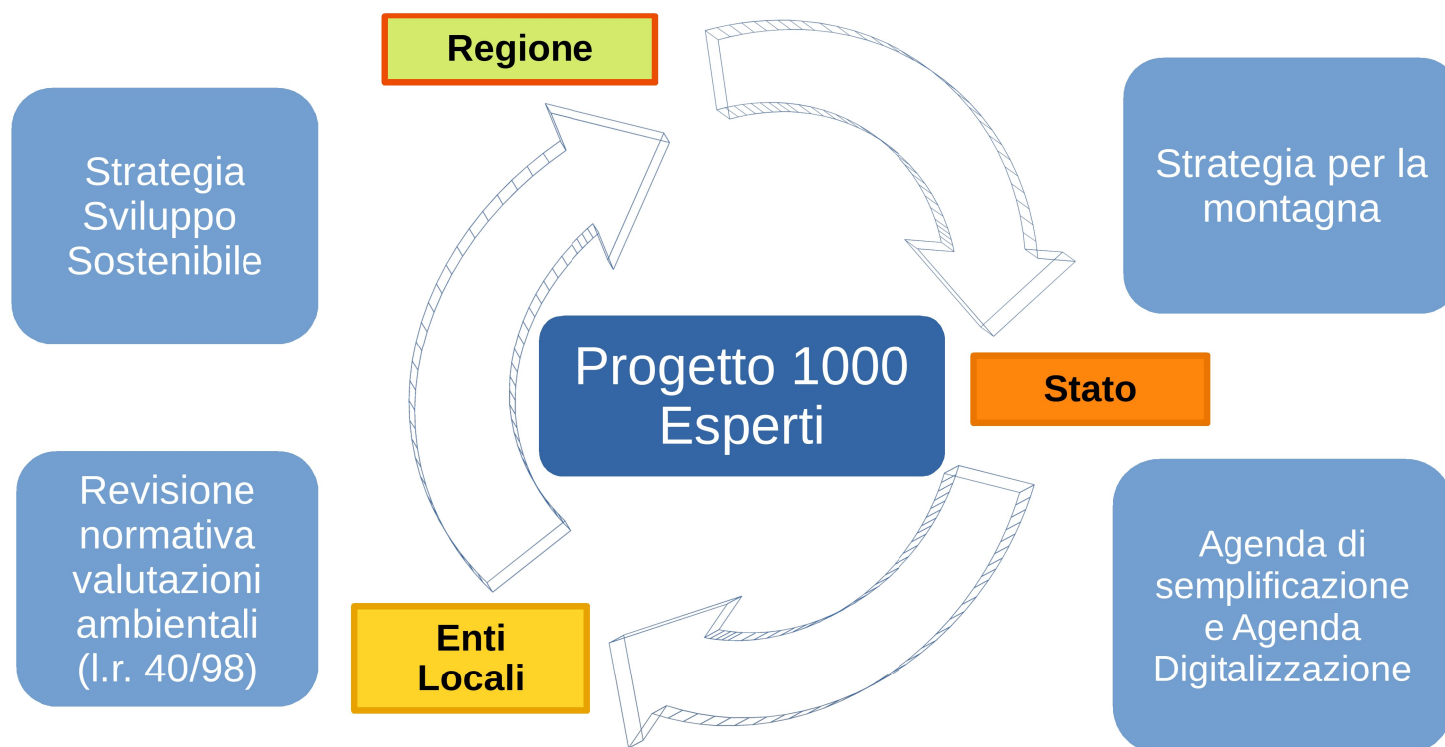 Regione
Strategia
Sviluppo
Sostenibile
Strategia per la
montagna
Progetto 1000
Esperti
Stato
Revisione
normativa
valutazioni
ambientali
(l.r. 40/98)
Enti
Locali
Agenda di
semplificazione
e Agenda
Digitalizzazione